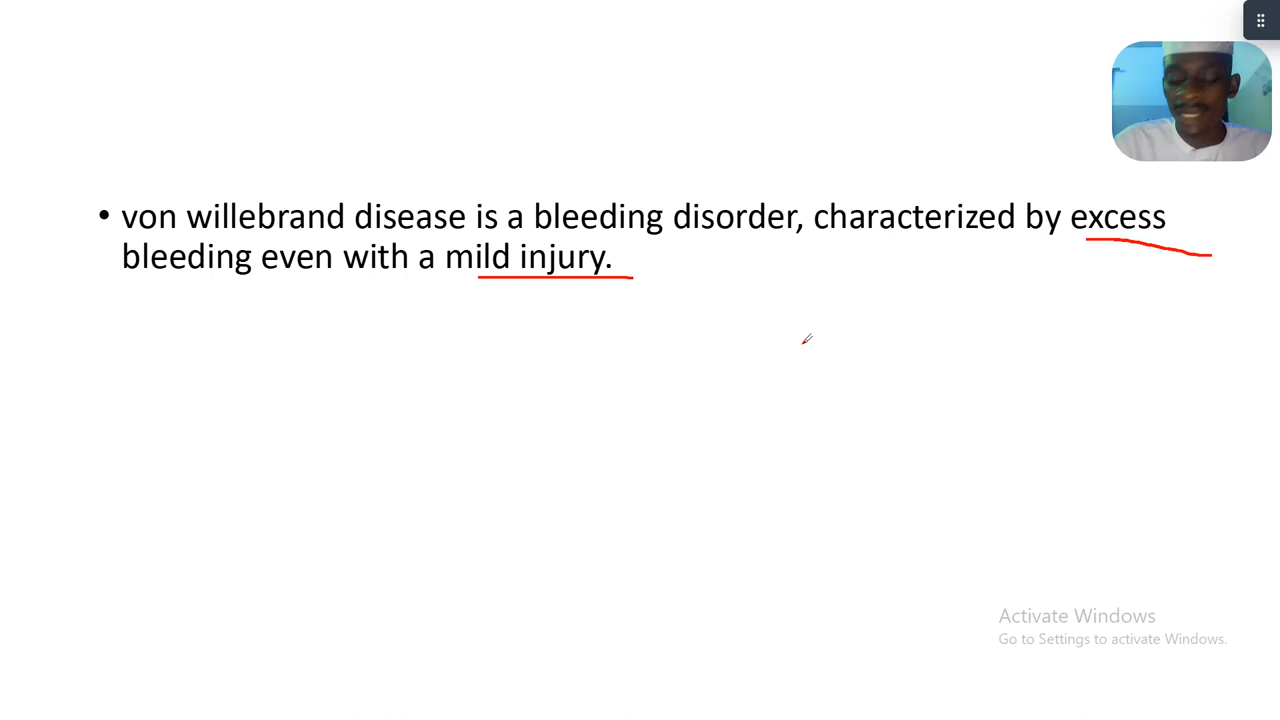 • von willebrand disease is a bleeding disorder, characterized by excess
bleeding even with a mild injury.
Activate Windows
Go to Settings to activate Windows.